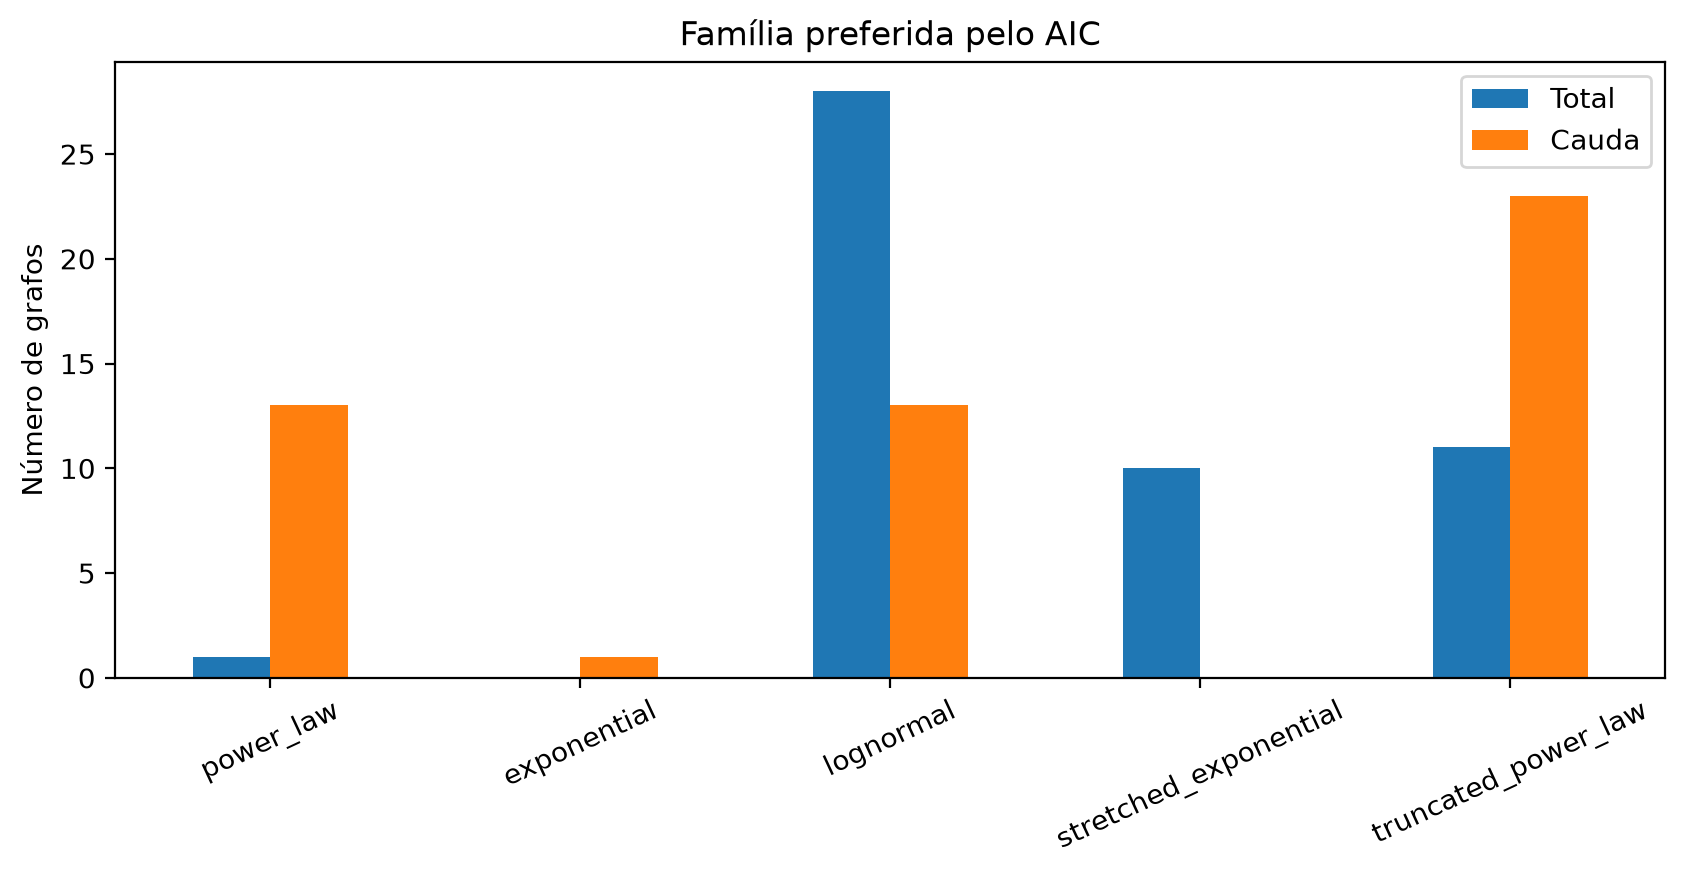 Família preferida pelo AIC
Total
Cauda
Número de grafos
25
20
15
10
5
0
power_law
exponential
lognormal
stretched_exponential
truncated_power_law